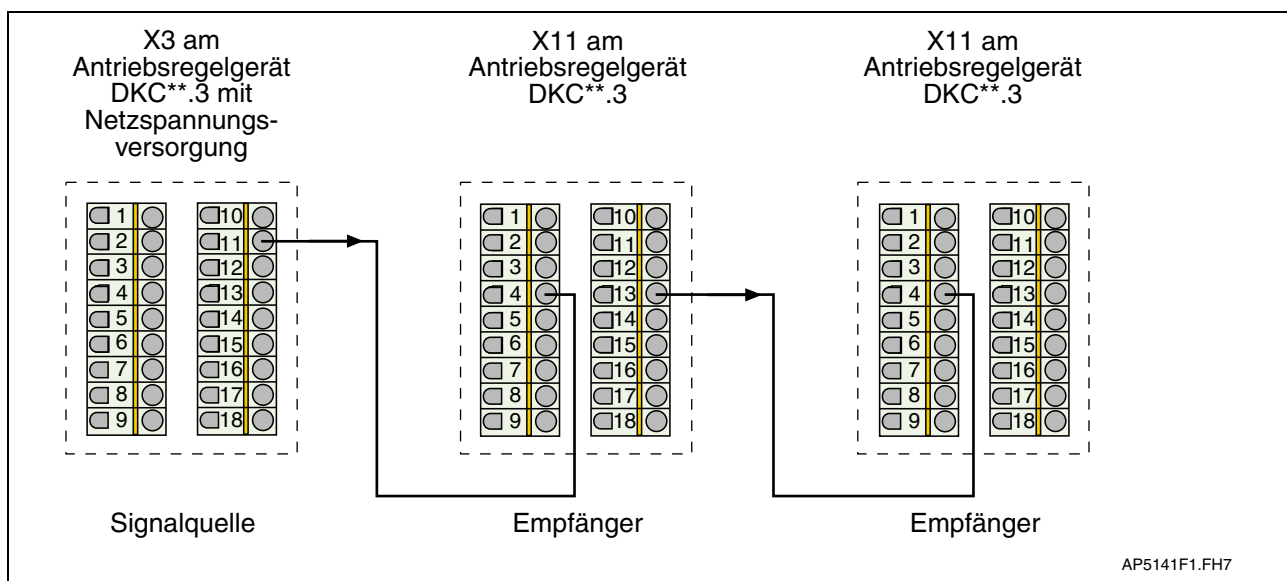 X3 am
Antriebsregelgerät
DKC**.3 mit
Netzspannungs-
versorgung
X11 am
Antriebsregelgerät
DKC**.3
X11 am
Antriebsregelgerät
DKC**.3
1 10
2 11
3 12
4 13
5 14
6 15
7 16
8 17
9 18
1 10
2 11
3 12
4 13
5 14
6 15
7 16
8 17
9 18
1 10
2 11
3 12
4 13
5 14
6 15
7 16
8 17
9 18
Signalquelle
Empfänger
Empfänger
AP5141F1.FH7